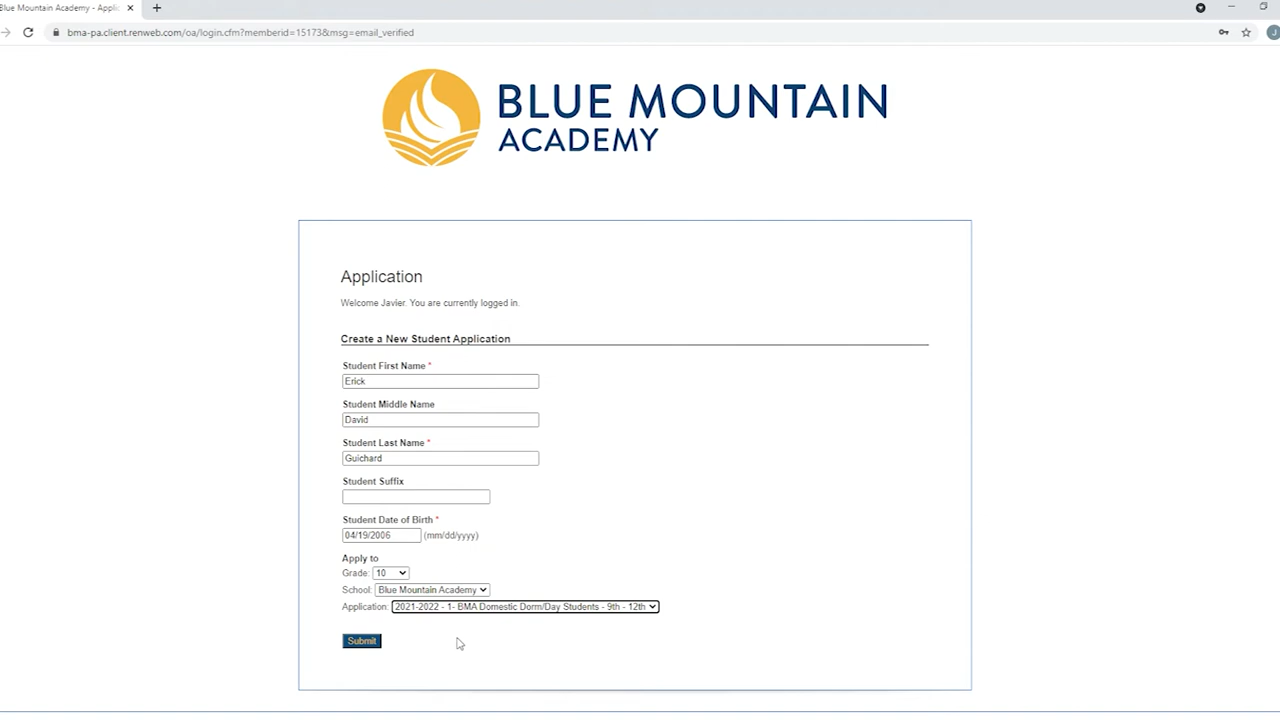 Blue Mountain Academy - Appli
bma-pa.client.renweb.com/oa/login.cfm?memberid=15173&msg=email_verified
J
BLUE MOUNTAIN
ACADEMY
Application
Welcome Javier. You are currently logged in.
Create a New Student Application
Student First Name *
Erick
Student Middle Name
David
Student Last Name *
Guichard
Student Suffix
Student Date of Birth *
04/19/2006 (mm/dd/yyyy)
Apply to
Grade: 10
School: Blue Mountain Academy
Application: 2021-2022 - 1- BMA Domestic Dorm/Day Students - 9th - 12th
Submit